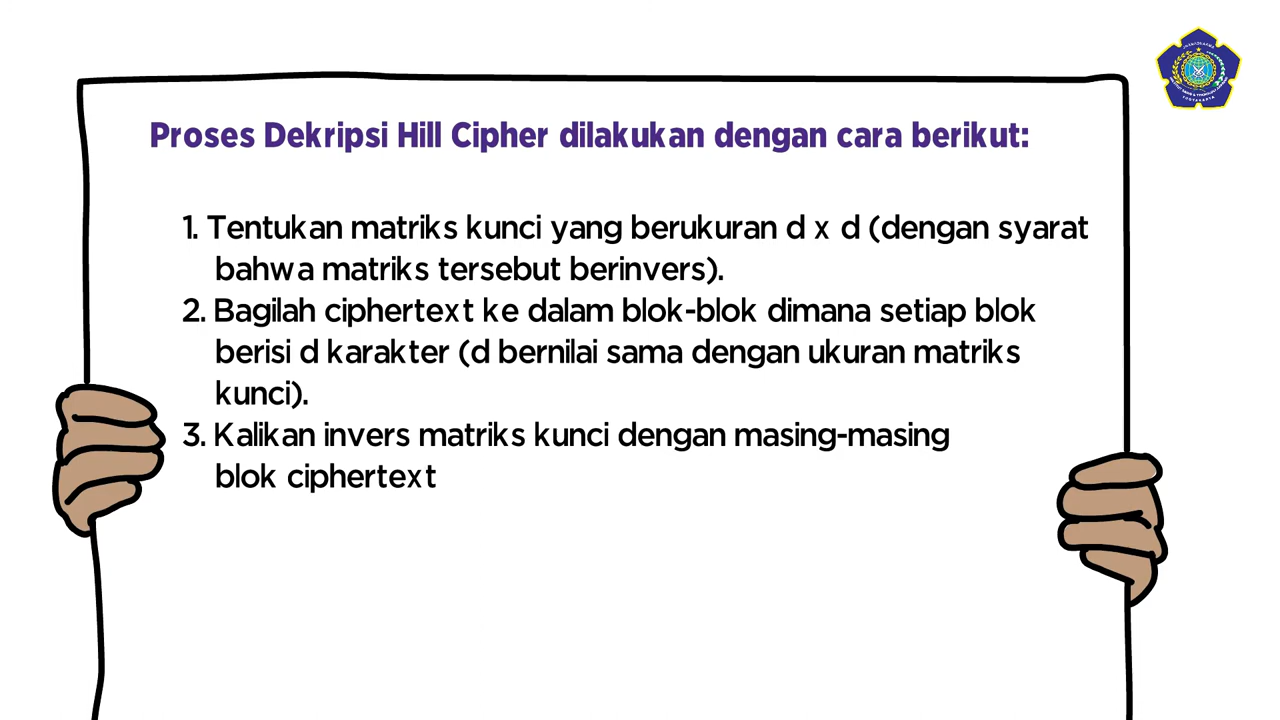 Proses Dekripsi Hill Cipher dilakukan dengan cara berikut:
1. Tentukan matriks kunci yang berukuran d x d (dengan syarat
bahwa matriks tersebut berinvers).
2. Bagilah ciphertext ke dalam blok-blok dimana setiap blok
berisi d karakter (d bernilai sama dengan ukuran matriks
kunci).
3. Kalikan invers matriks kunci dengan masing-masing
blok ciphertext